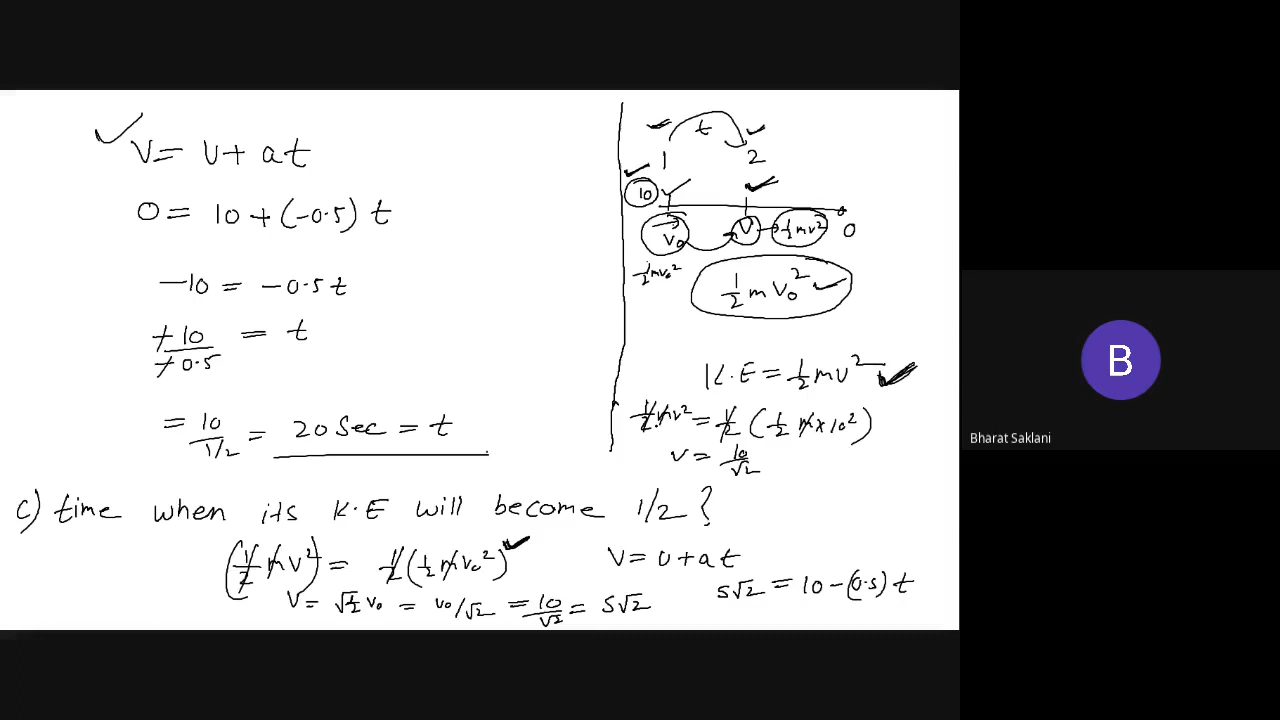 V = U + at
0 = 10 + (-0.5) t
-10 = -0.5 t
+10 / +0.5 = t
= 10 / 1/2 = 20 Sec = t
t
1 2
10
V₀ V 1/2 mv² 0
1/2 mv₀²
1/2 m V₀²
K.E = 1/2 mv²
1/2 mv² = 1/2 (1/2 m × 10²)
V = 10/√2
c) time when its K.E will become 1/2?
(1/2 m V²) = 1/2 (1/2 m V₀²)
V = √1/2 V₀ = V₀/√2 = 10/√2 = 5√2
V = U + at
5√2 = 10 - (0.5) t
B
Bharat Saklani